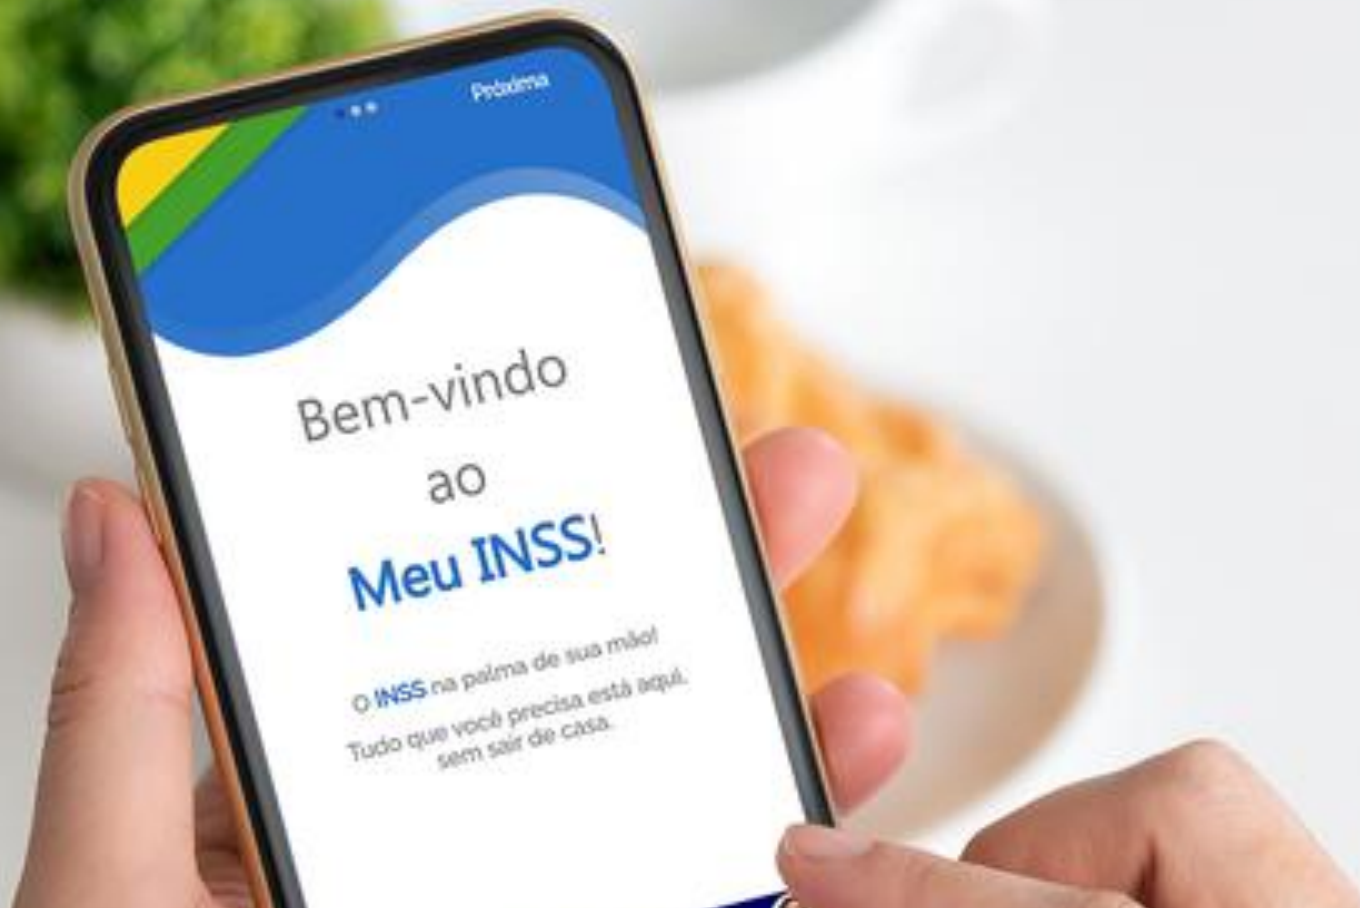 Próxima
Bem-vindo
ao
Meu INSS!
O INSS na palma de sua mão!
Tudo que você precisa está aqui,
sem sair de casa.